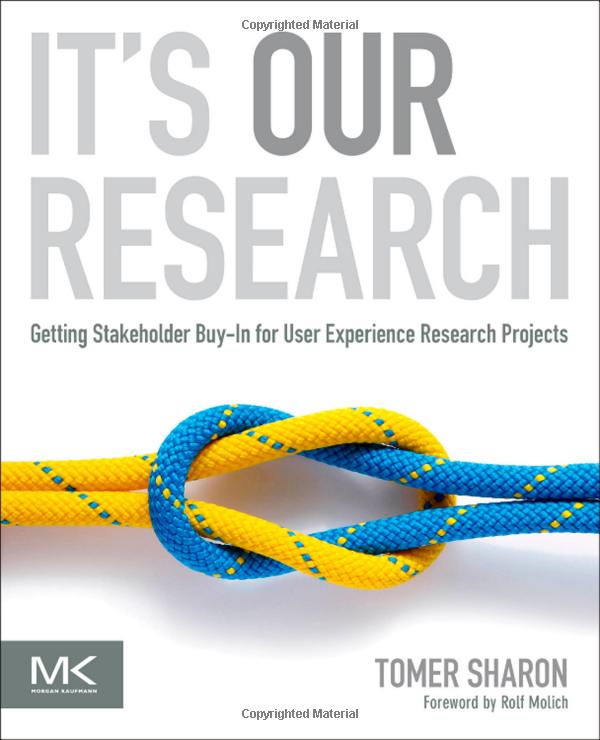 Copyrighted Material
IT'S OUR
RESEARCH
Getting Stakeholder Buy-In for User Experience Research Projects
MK
MORGAN KAUFMANN
TOMER SHARON
Foreword by Rolf Molich
Copyrighted Material